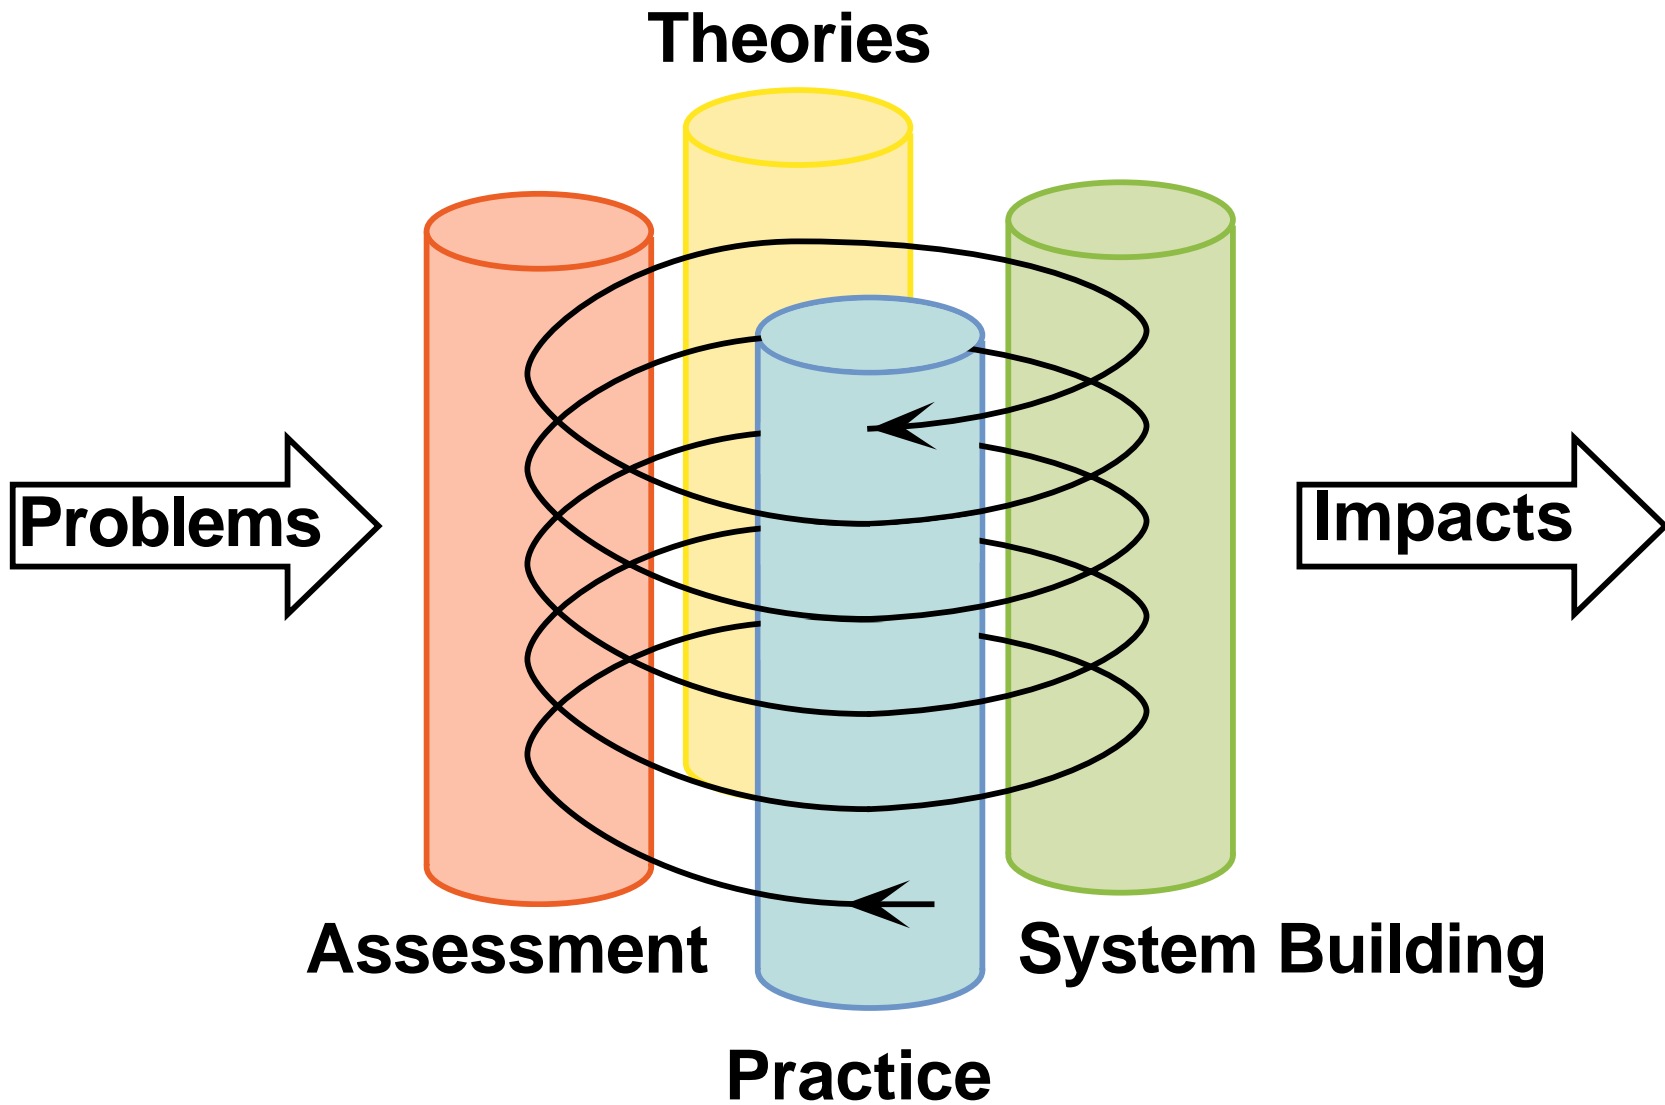 Theories
Problems
Impacts
Assessment
System Building
Practice